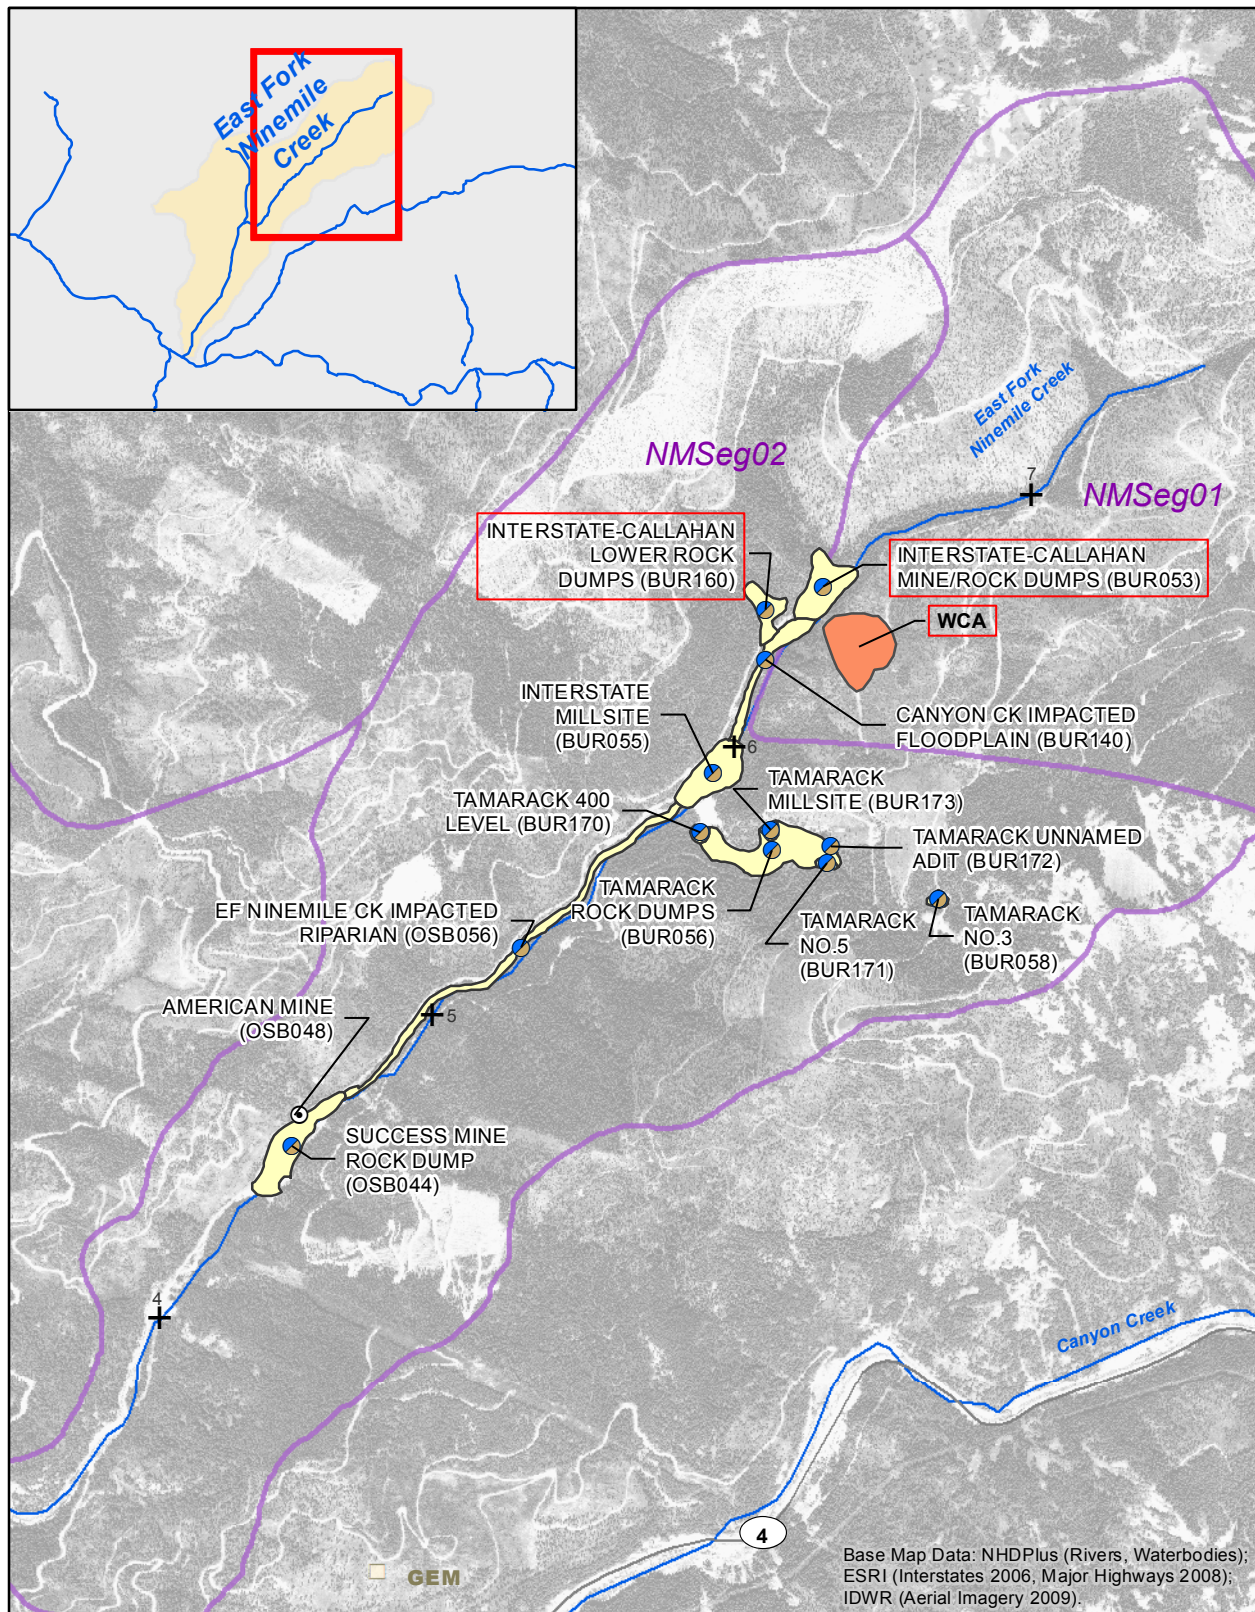 East Fork
Ninemile
Creek
NMSeg02
East Fork
Ninemile Creek
7
NMSeg01
INTERSTATE-CALLAHAN
LOWER ROCK
DUMPS (BUR160)
INTERSTATE-CALLAHAN
MINE/ROCK DUMPS (BUR053)
WCA
INTERSTATE
MILLSITE
(BUR055)
CANYON CK IMPACTED
FLOODPLAIN (BUR140)
6
TAMARACK
MILLSITE (BUR173)
TAMARACK 400
LEVEL (BUR170)
TAMARACK UNNAMED
ADIT (BUR172)
TAMARACK
ROCK DUMPS
(BUR056)
EF NINEMILE CK IMPACTED
RIPARIAN (OSB056)
TAMARACK
NO.5
(BUR171)
TAMARACK
NO.3
(BUR058)
AMERICAN MINE
(OSB048)
5
SUCCESS MINE
ROCK DUMP
(OSB044)
4
Canyon Creek
4
GEM
Base Map Data: NHDPlus (Rivers, Waterbodies);
ESRI (Interstates 2006, Major Highways 2008);
IDWR (Aerial Imagery 2009).